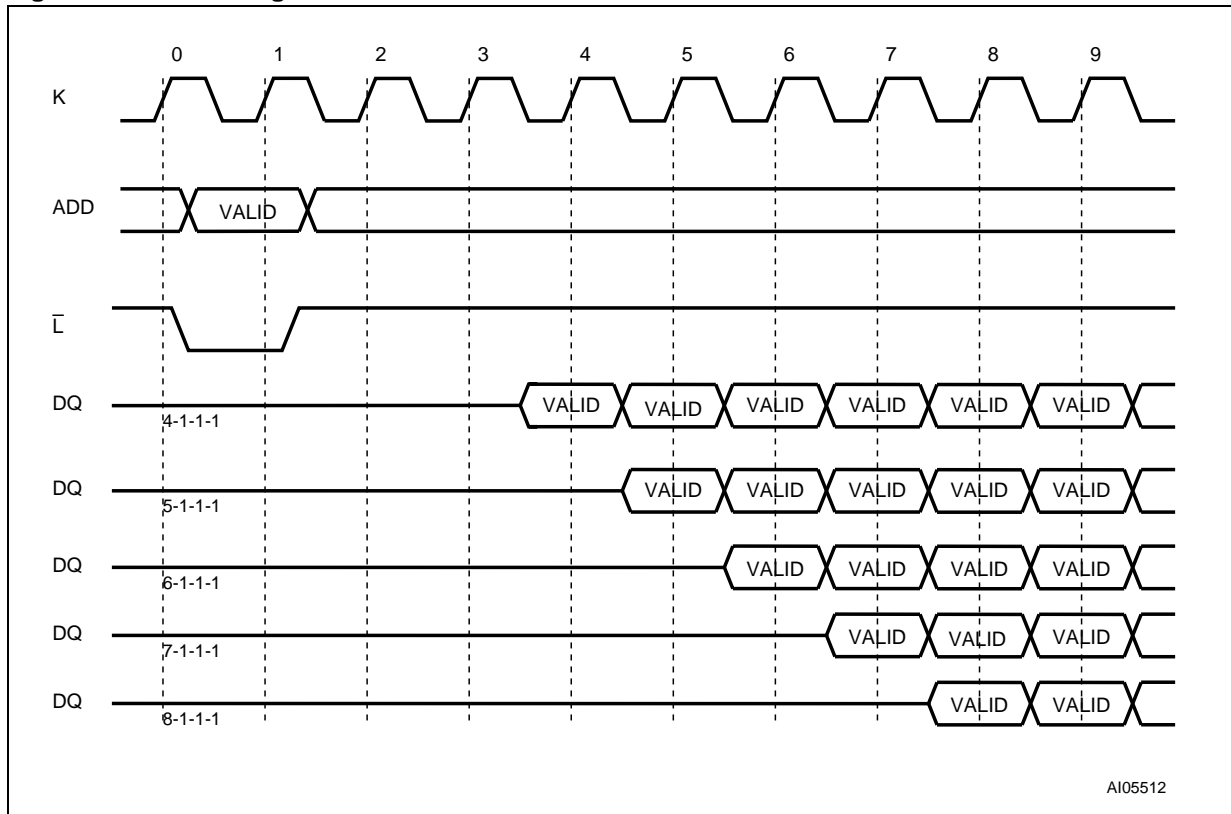 0 1 2 3 4 5 6 7 8 9
K
ADD VALID
L̅
DQ 4-1-1-1 VALID VALID VALID VALID VALID VALID
DQ 5-1-1-1 VALID VALID VALID VALID VALID
DQ 6-1-1-1 VALID VALID VALID VALID
DQ 7-1-1-1 VALID VALID VALID
DQ 8-1-1-1 VALID VALID
AI05512